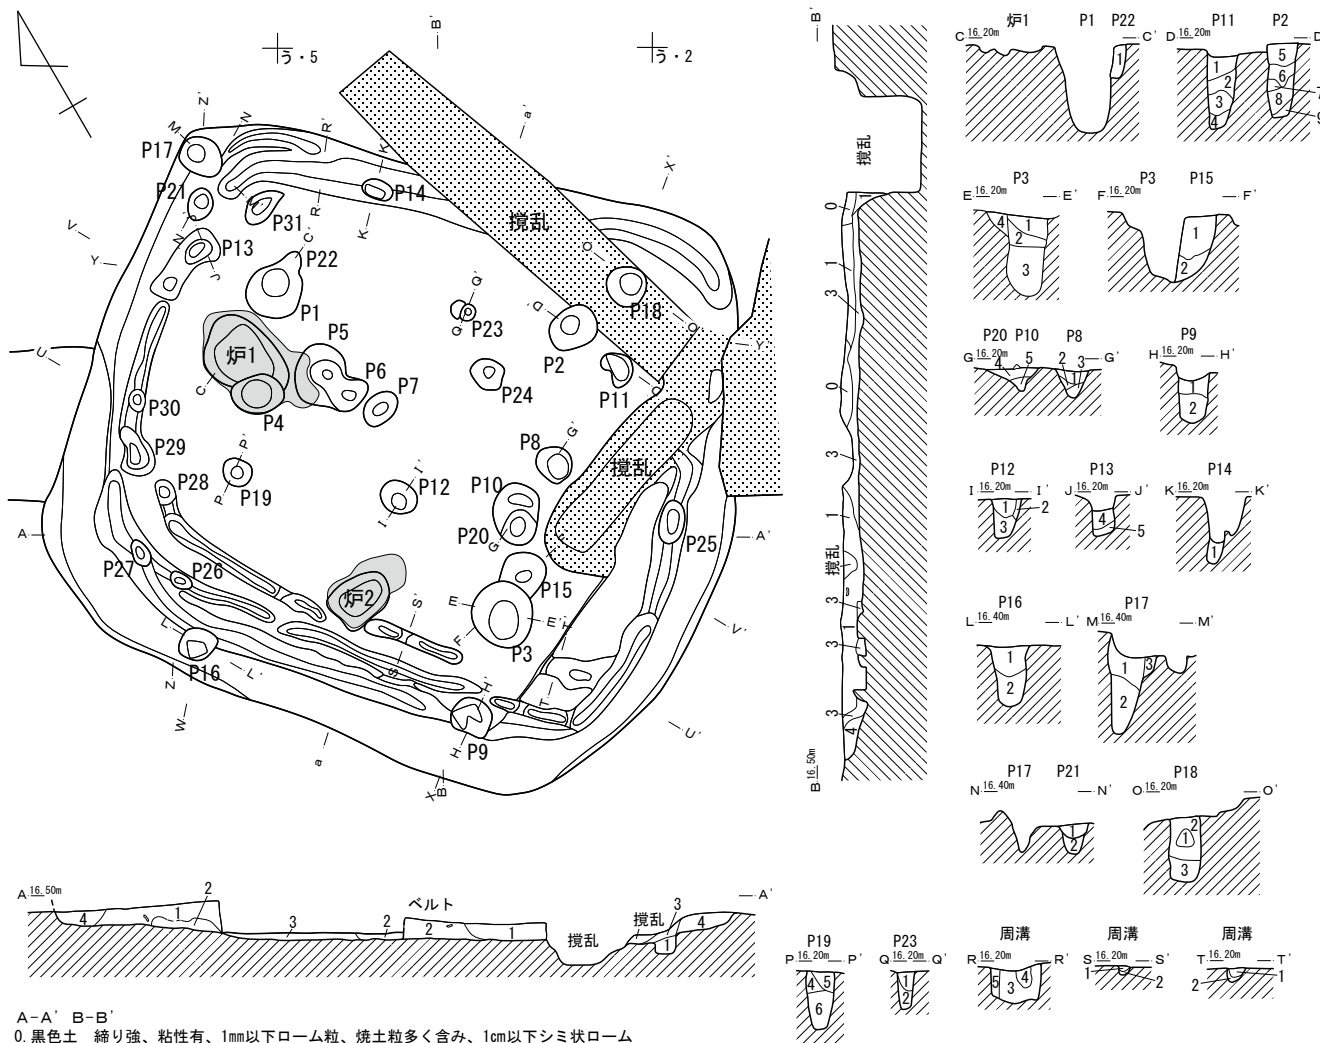 う・5
う・2
B'
Z'
M
N
R'
K'
a'
X'
P17
P21
P31
P14
撹乱
V
Y
N'
M'
R
K
C'
O
P13
J
P22
P1
Q'
Q
P23
D'
P18
P2
O'
Y'
U
炉1
P5
P6
P7
P24
P11
C
P4
P30
P29
P'
P19
P
P28
I'
P12
I
P8
G'
P10
撹乱
P20
G
A
P27
P26
炉2
P15
P25
A'
L
S'
E
E'
F
P3
V'
P16
L'
S
H'
T'
T
Z
W
P9
H
U'
a
X
B
B'
撹乱
0
1
3
0
3
1
撹乱
3
1
3
3
4
B 16.50m
炉1 P1 P22
C 16.20m C'
1
P11 P2
D 16.20m D'
1 2 3 4 5 6 7 8 9
P3
E 16.20m E'
4 1 2 3
P3 P15
F 16.20m F'
1 2
P20 P10 P8
G 16.20m G'
4 5 2 1 3
P9
H 16.20m H'
1 2
P12
I 16.20m I'
1 2 3
P13
J 16.20m J'
4 5
P14
K 16.20m K'
1
P16
L 16.40m L'
1 2
P17
M 16.40m M'
1 3 2
P17 P21
N 16.40m N'
1 2
P18
O 16.20m O'
2 1 3
A 16.50m A'
4 1 2 3 2 ベルト 2 1 撹乱 撹乱 3 1 4
P19
P 16.20m P'
4 5 6
P23
Q 16.20m Q'
1 2
周溝
R 16.20m R'
5 3 4
周溝
S 16.20m S'
1 2
周溝
T 16.20m T'
2 1
A-A' B-B'
0. 黒色土 締り強、粘性有、1mm以下ローム粒、焼土粒多く含み、1cm以下シミ状ローム